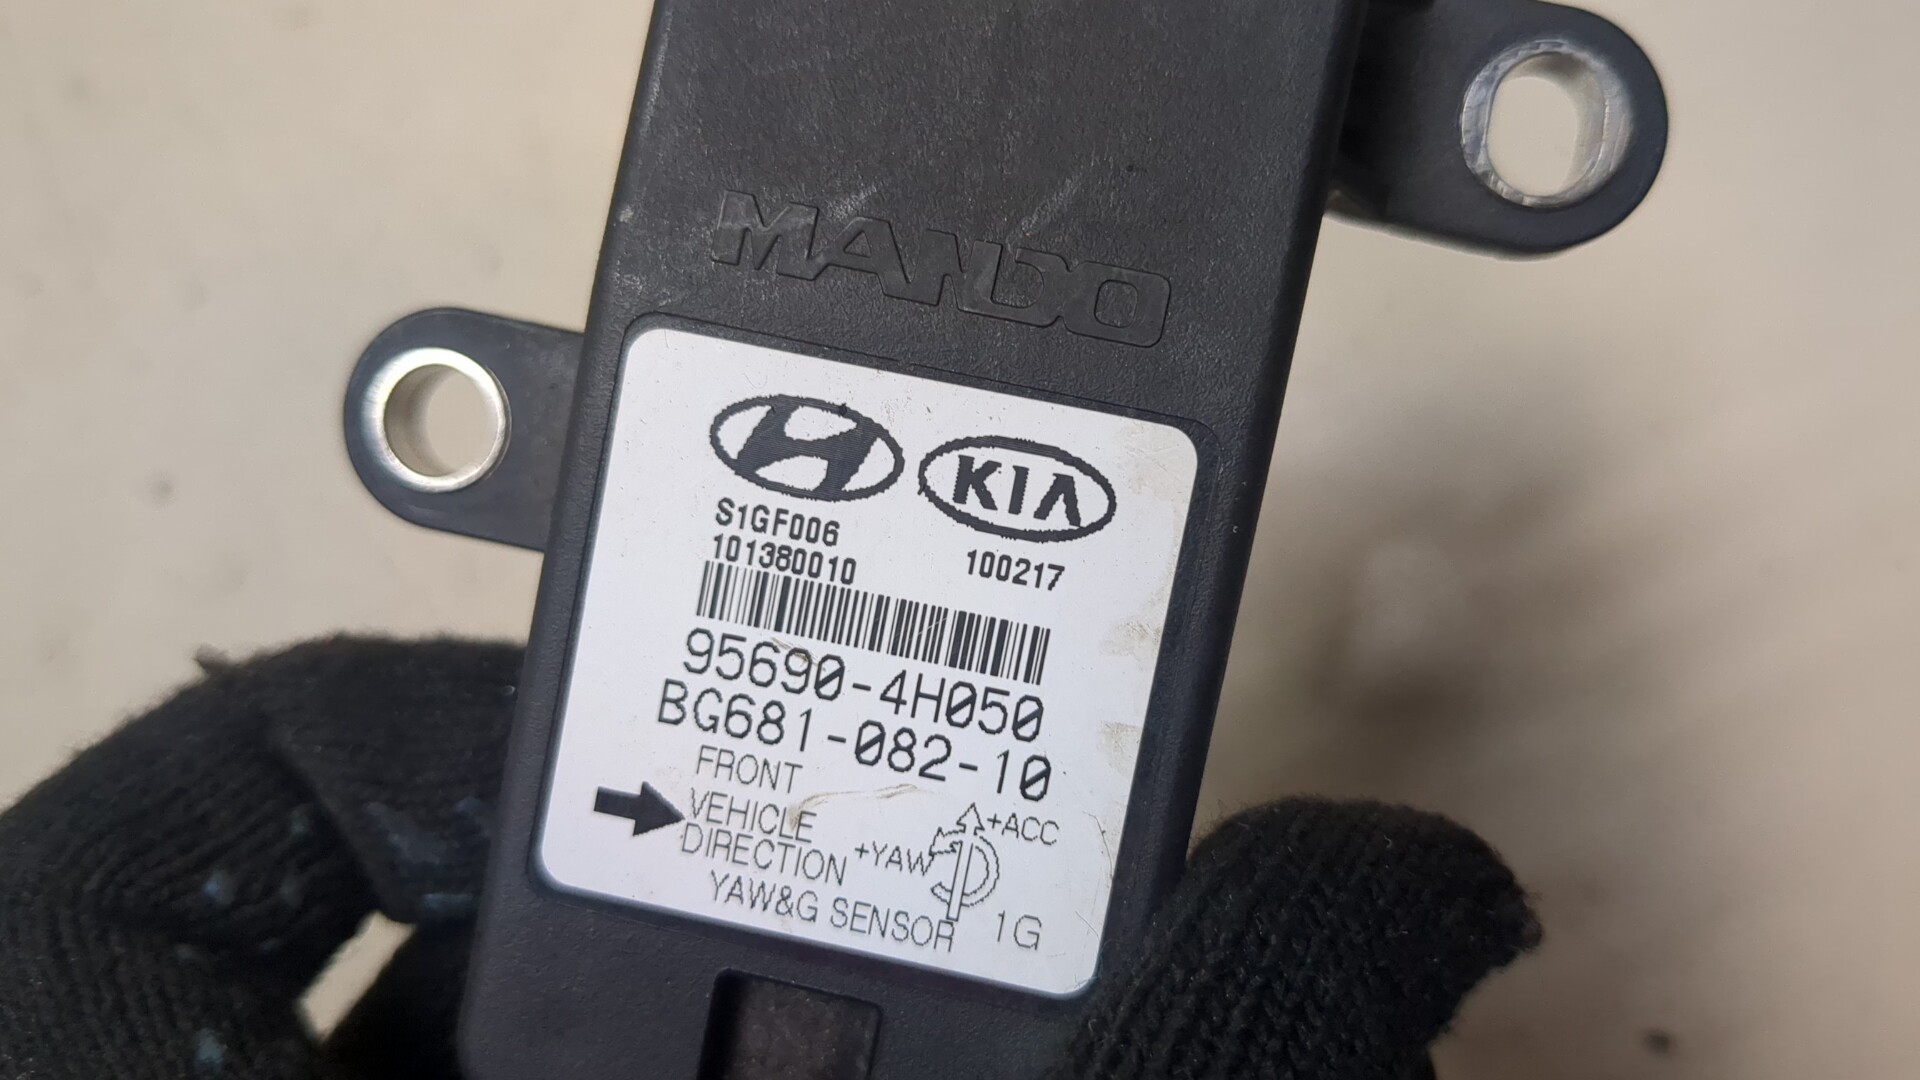 MANDO
KIA
S1GF006
101380010 100217
95690-4H050
BG681-082-10
FRONT
VEHICLE
DIRECTION
+YAW +ACC
YAW&G SENSOR 1G